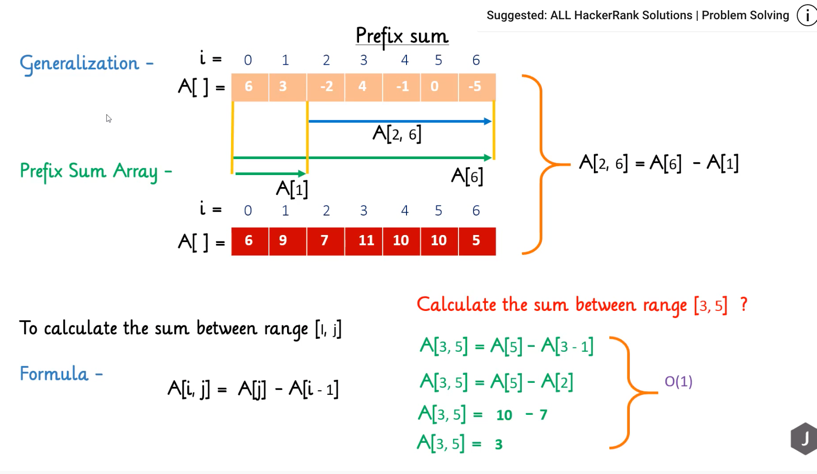 Suggested: ALL HackerRank Solutions | Problem Solving
i
Prefix sum
Generalization -
i = 0 1 2 3 4 5 6
A[ ] = 6 3 -2 4 -1 0 -5
A[2, 6]
A[2, 6] = A[6] - A[1]
Prefix Sum Array -
A[1]
A[6]
i = 0 1 2 3 4 5 6
A[ ] = 6 9 7 11 10 10 5
To calculate the sum between range [I, j]
Formula -
A[i, j] = A[j] - A[i - 1]
Calculate the sum between range [3, 5] ?
A[3, 5] = A[5] - A[3 - 1]
A[3, 5] = A[5] - A[2]
A[3, 5] = 10 - 7
A[3, 5] = 3
O(1)
J